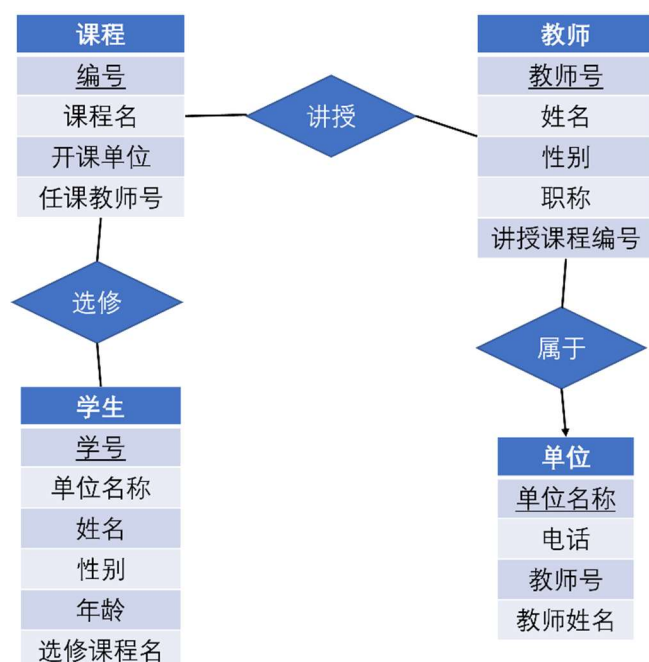 课程
编号
课程名
开课单位
任课教师号
讲授
教师
教师号
姓名
性别
职称
讲授课程编号
选修
属于
学生
学号
单位名称
姓名
性别
年龄
选修课程名
单位
单位名称
电话
教师号
教师姓名